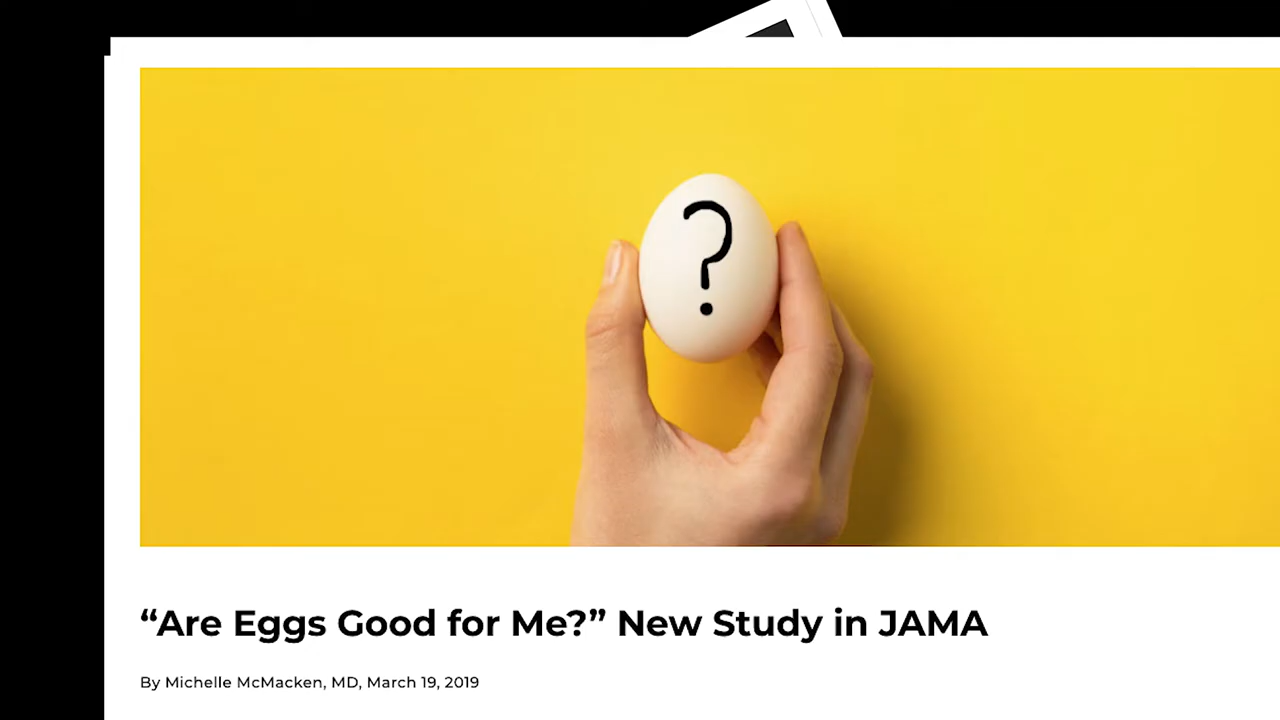 ?
“Are Eggs Good for Me?” New Study in JAMA
By Michelle McMacken, MD, March 19, 2019